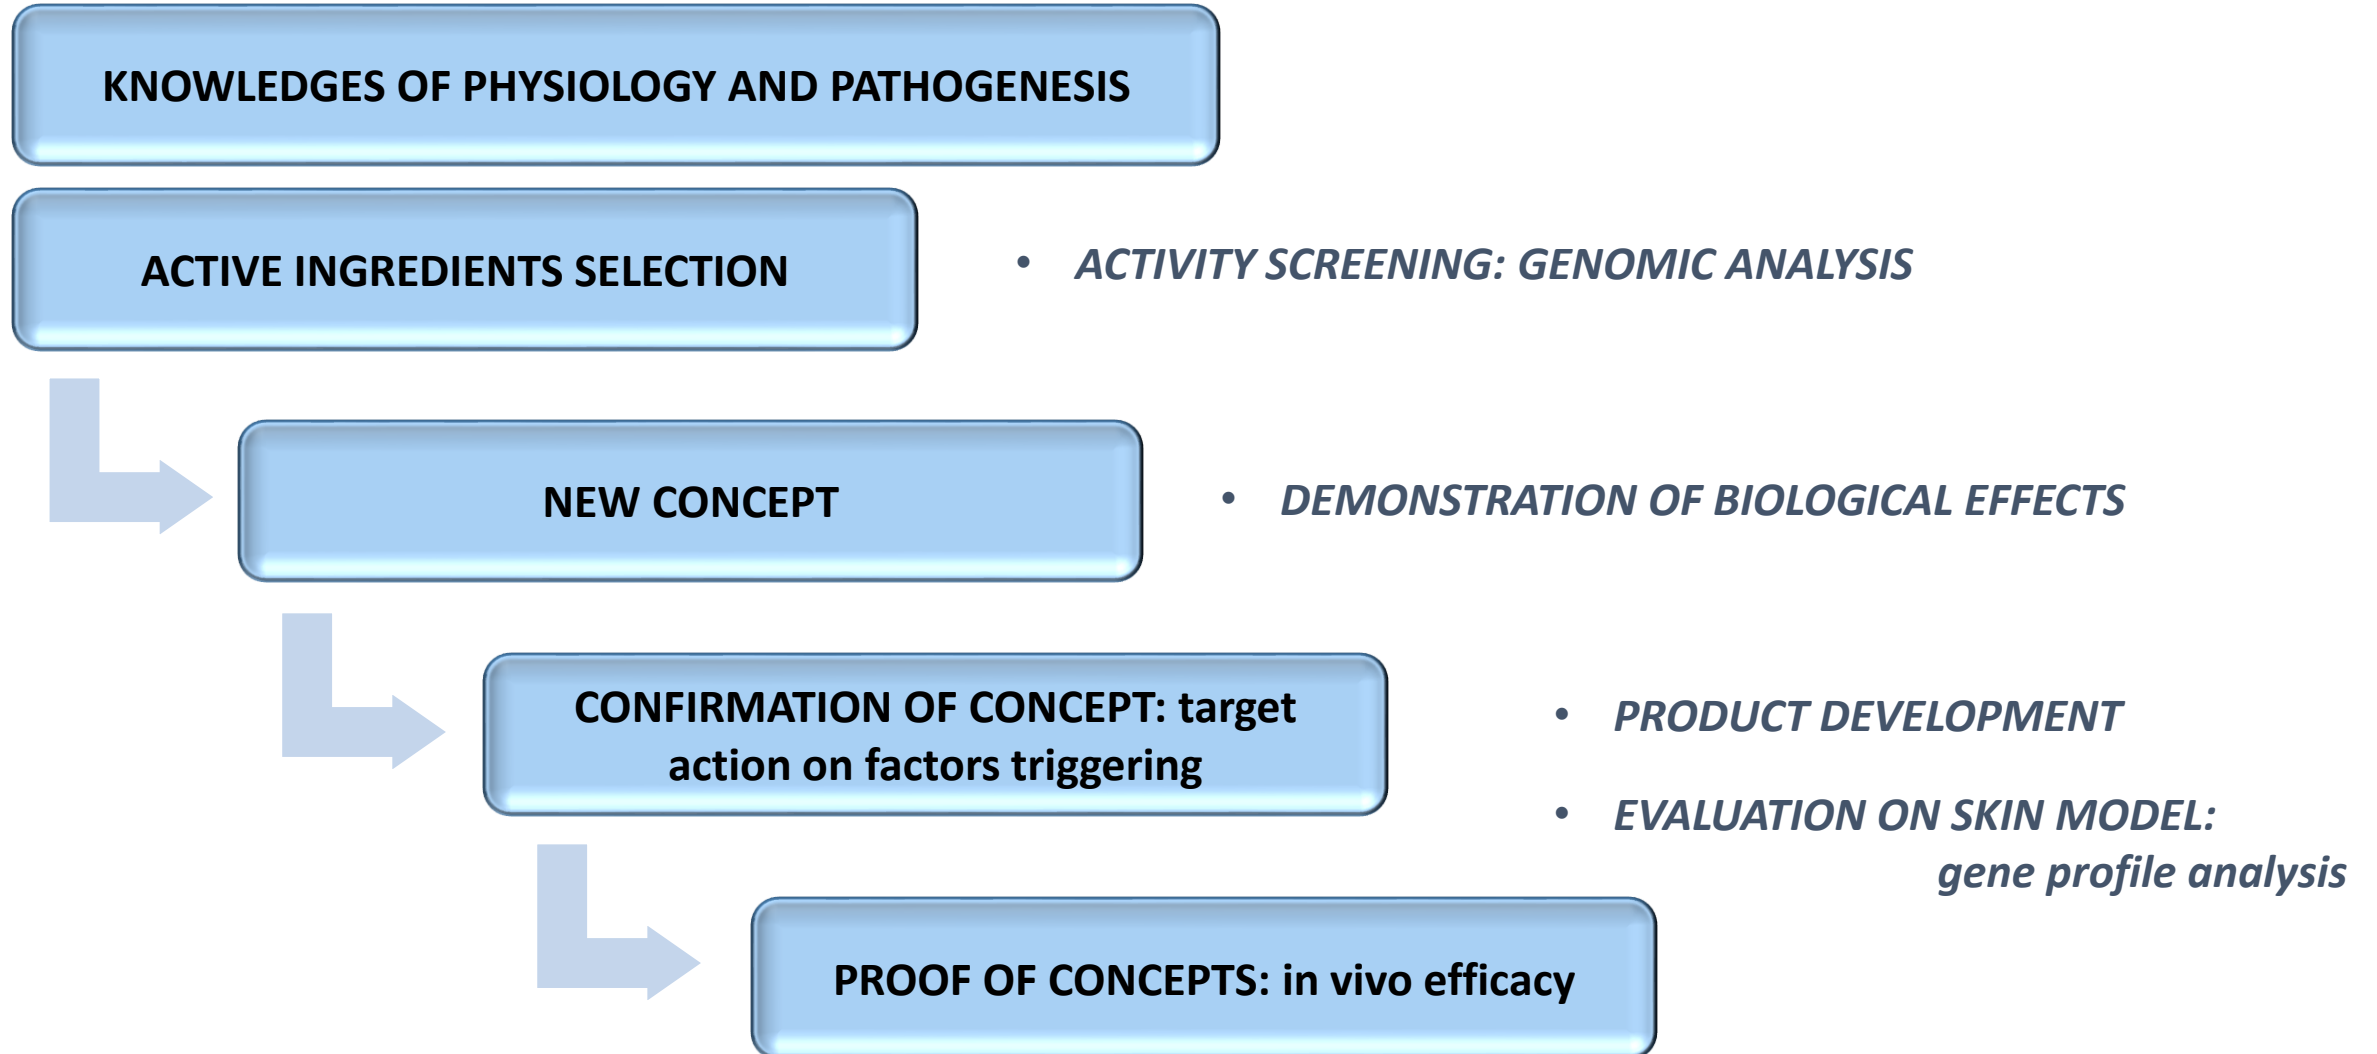 KNOWLEDGES OF PHYSIOLOGY AND PATHOGENESIS
ACTIVE INGREDIENTS SELECTION
• ACTIVITY SCREENING: GENOMIC ANALYSIS
NEW CONCEPT
• DEMONSTRATION OF BIOLOGICAL EFFECTS
CONFIRMATION OF CONCEPT: target
action on factors triggering
• PRODUCT DEVELOPMENT
• EVALUATION ON SKIN MODEL:
gene profile analysis
PROOF OF CONCEPTS: in vivo efficacy